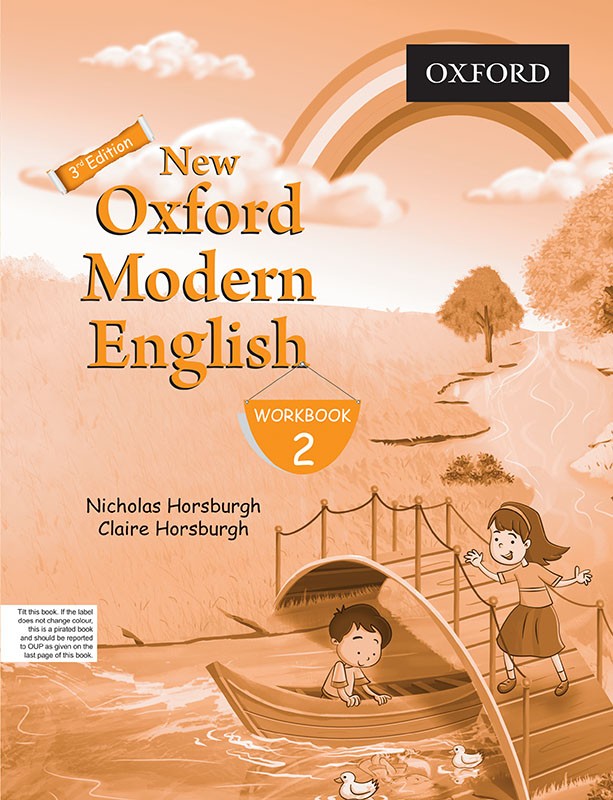 OXFORD
3rd Edition
New
Oxford
Modern
English
WORKBOOK
2
Nicholas Horsburgh
Claire Horsburgh
Tilt this book. If the label
does not change colour,
this is a pirated book
and should be reported
to OUP as given on the
last page of this book.